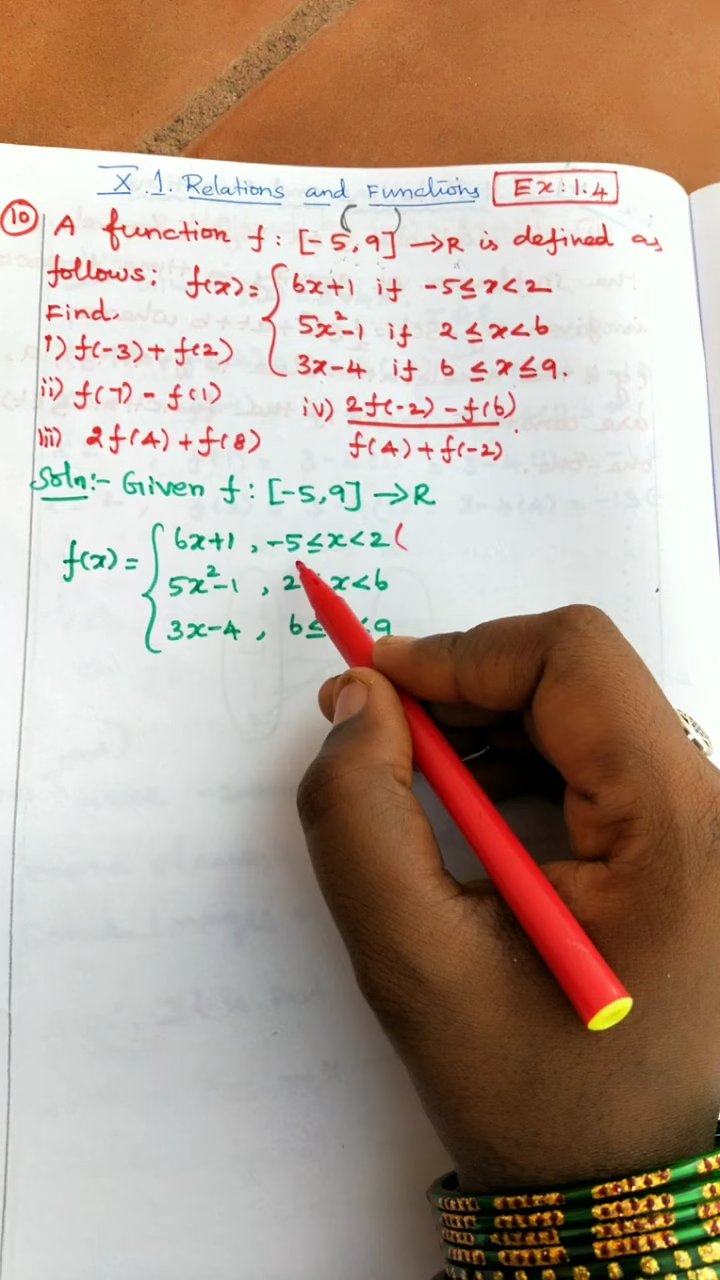 X.1. Relations and Functions Ex: 1.4
10 A function f: [-5, 9] → R is defined as
follows: f(x) = { 6x+1 if -5≤x<2
Find.
5x²-1 if 2≤x<6
i) f(-3) + f(2)
3x-4 if 6≤x≤9.
ii) f(7) - f(1)
iv) 2f(-2) - f(6)
iii) 2f(4) + f(8)
f(4) + f(-2).
Soln:- Given f: [-5,9] → R
f(x) = { 6x+1 , -5≤x<2 (
5x²-1 , 2 x<6
3x-4 , 6≤ <9